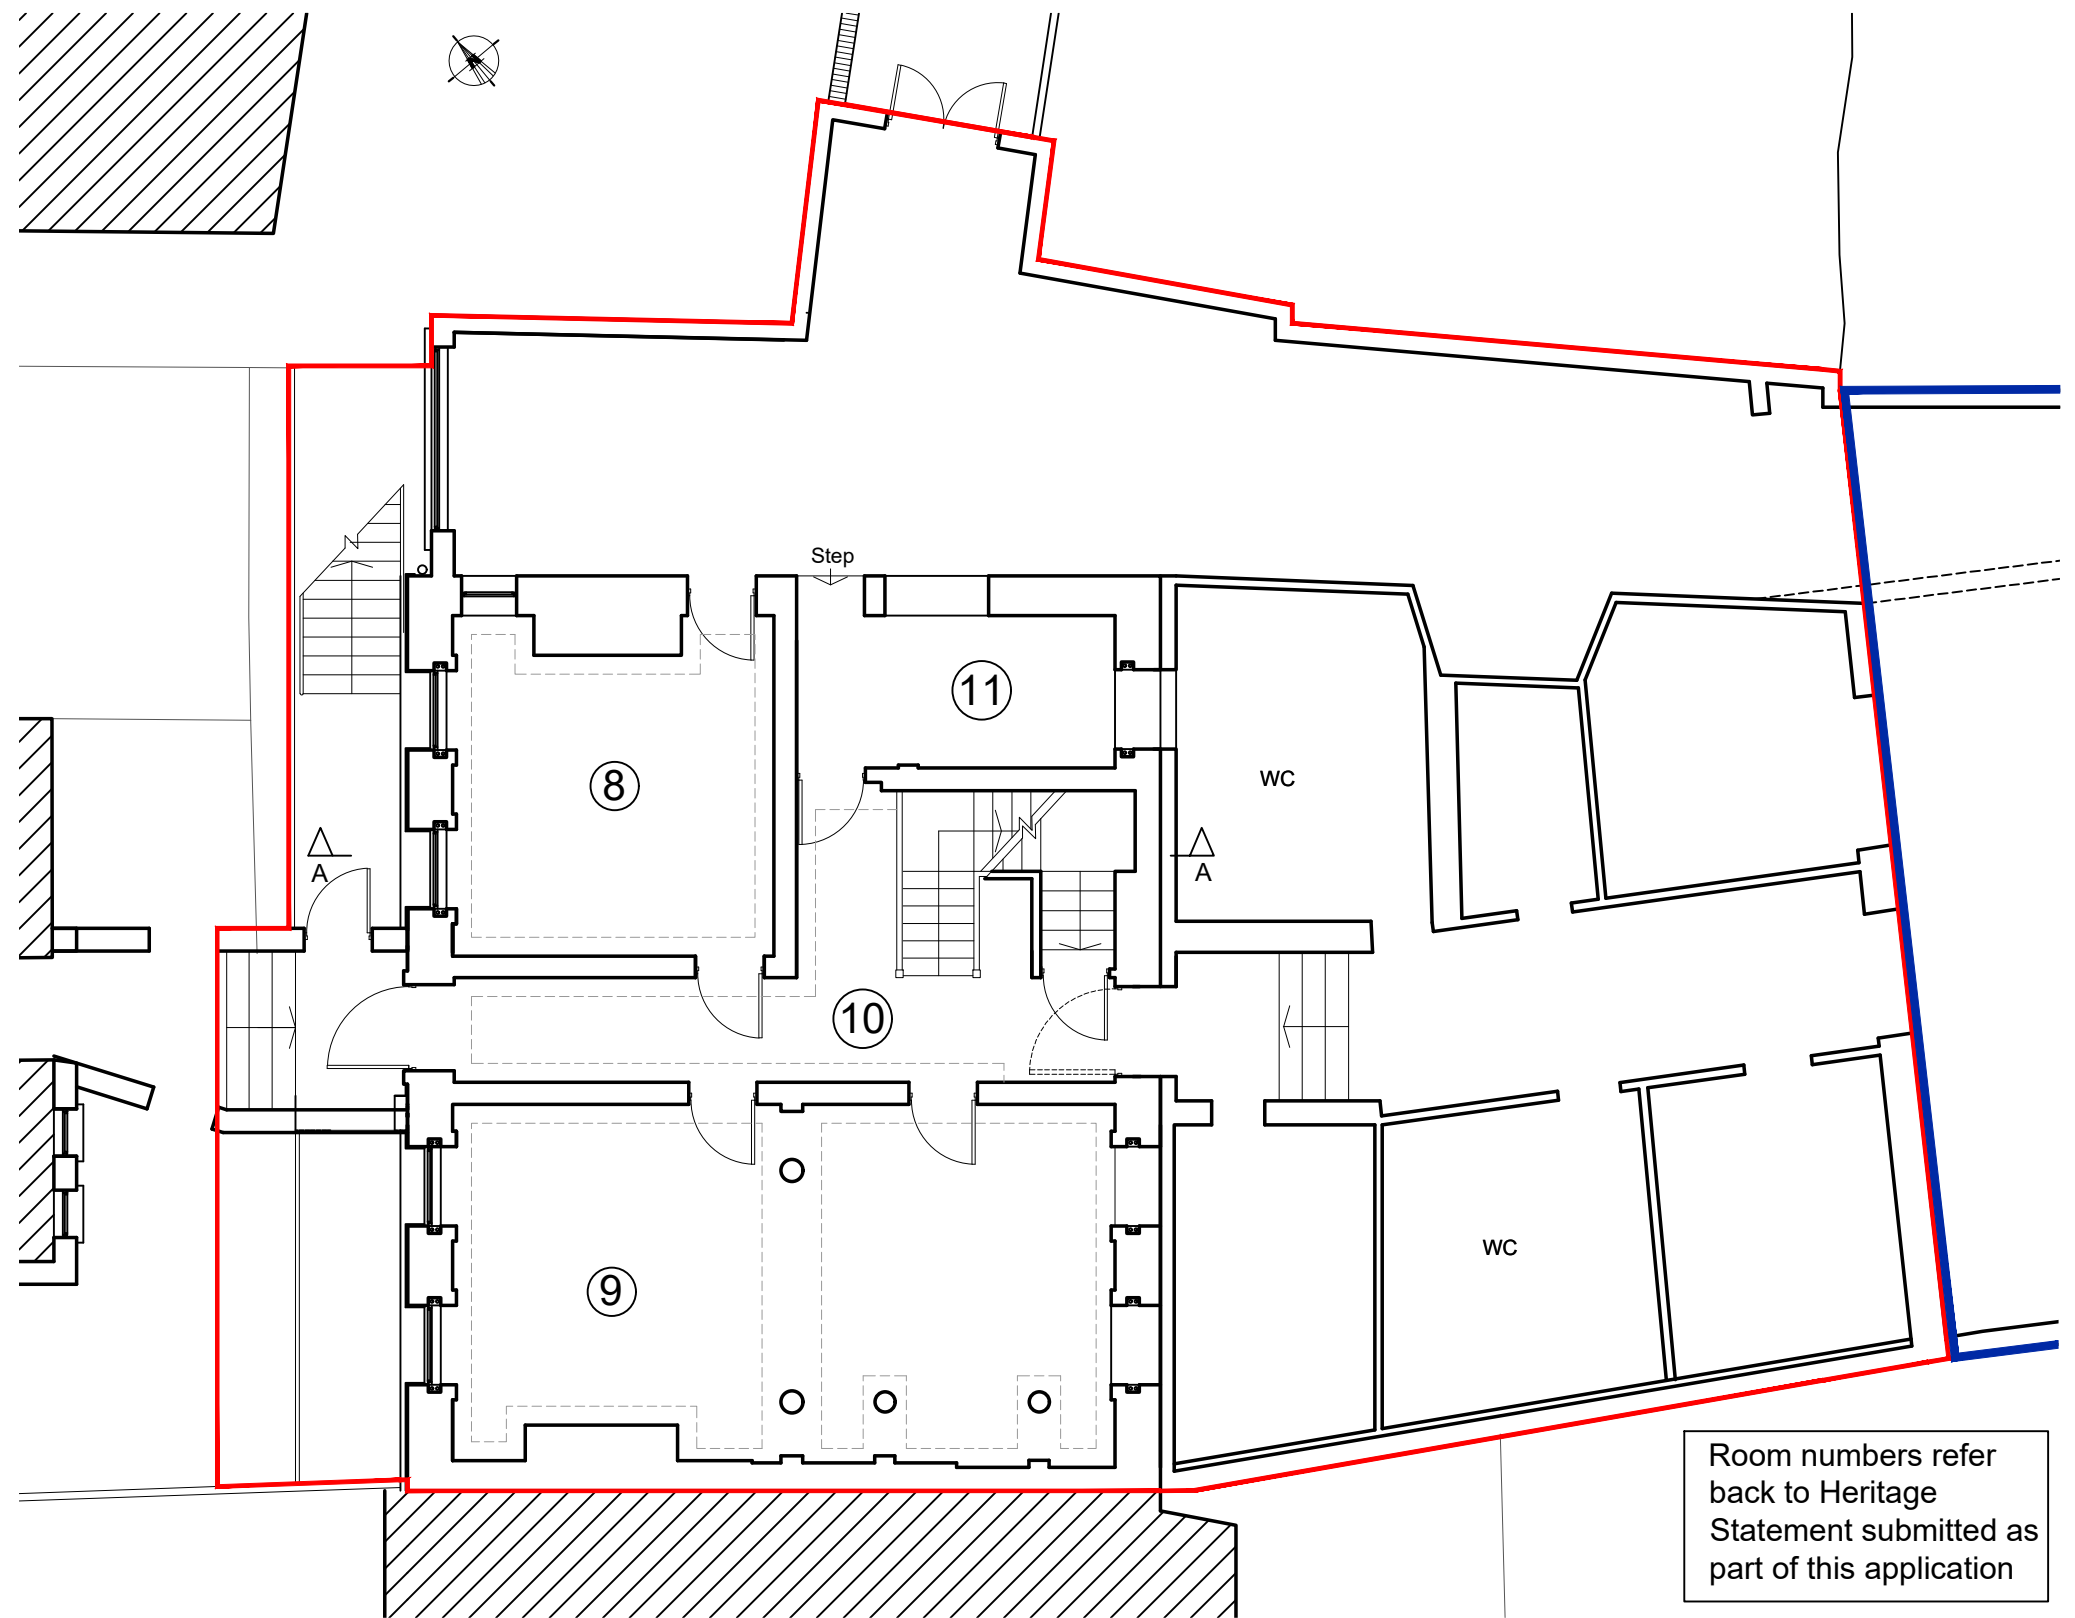 Step
11
8
WC
A
A
10
9
WC
Room numbers refer
back to Heritage
Statement submitted as
part of this application